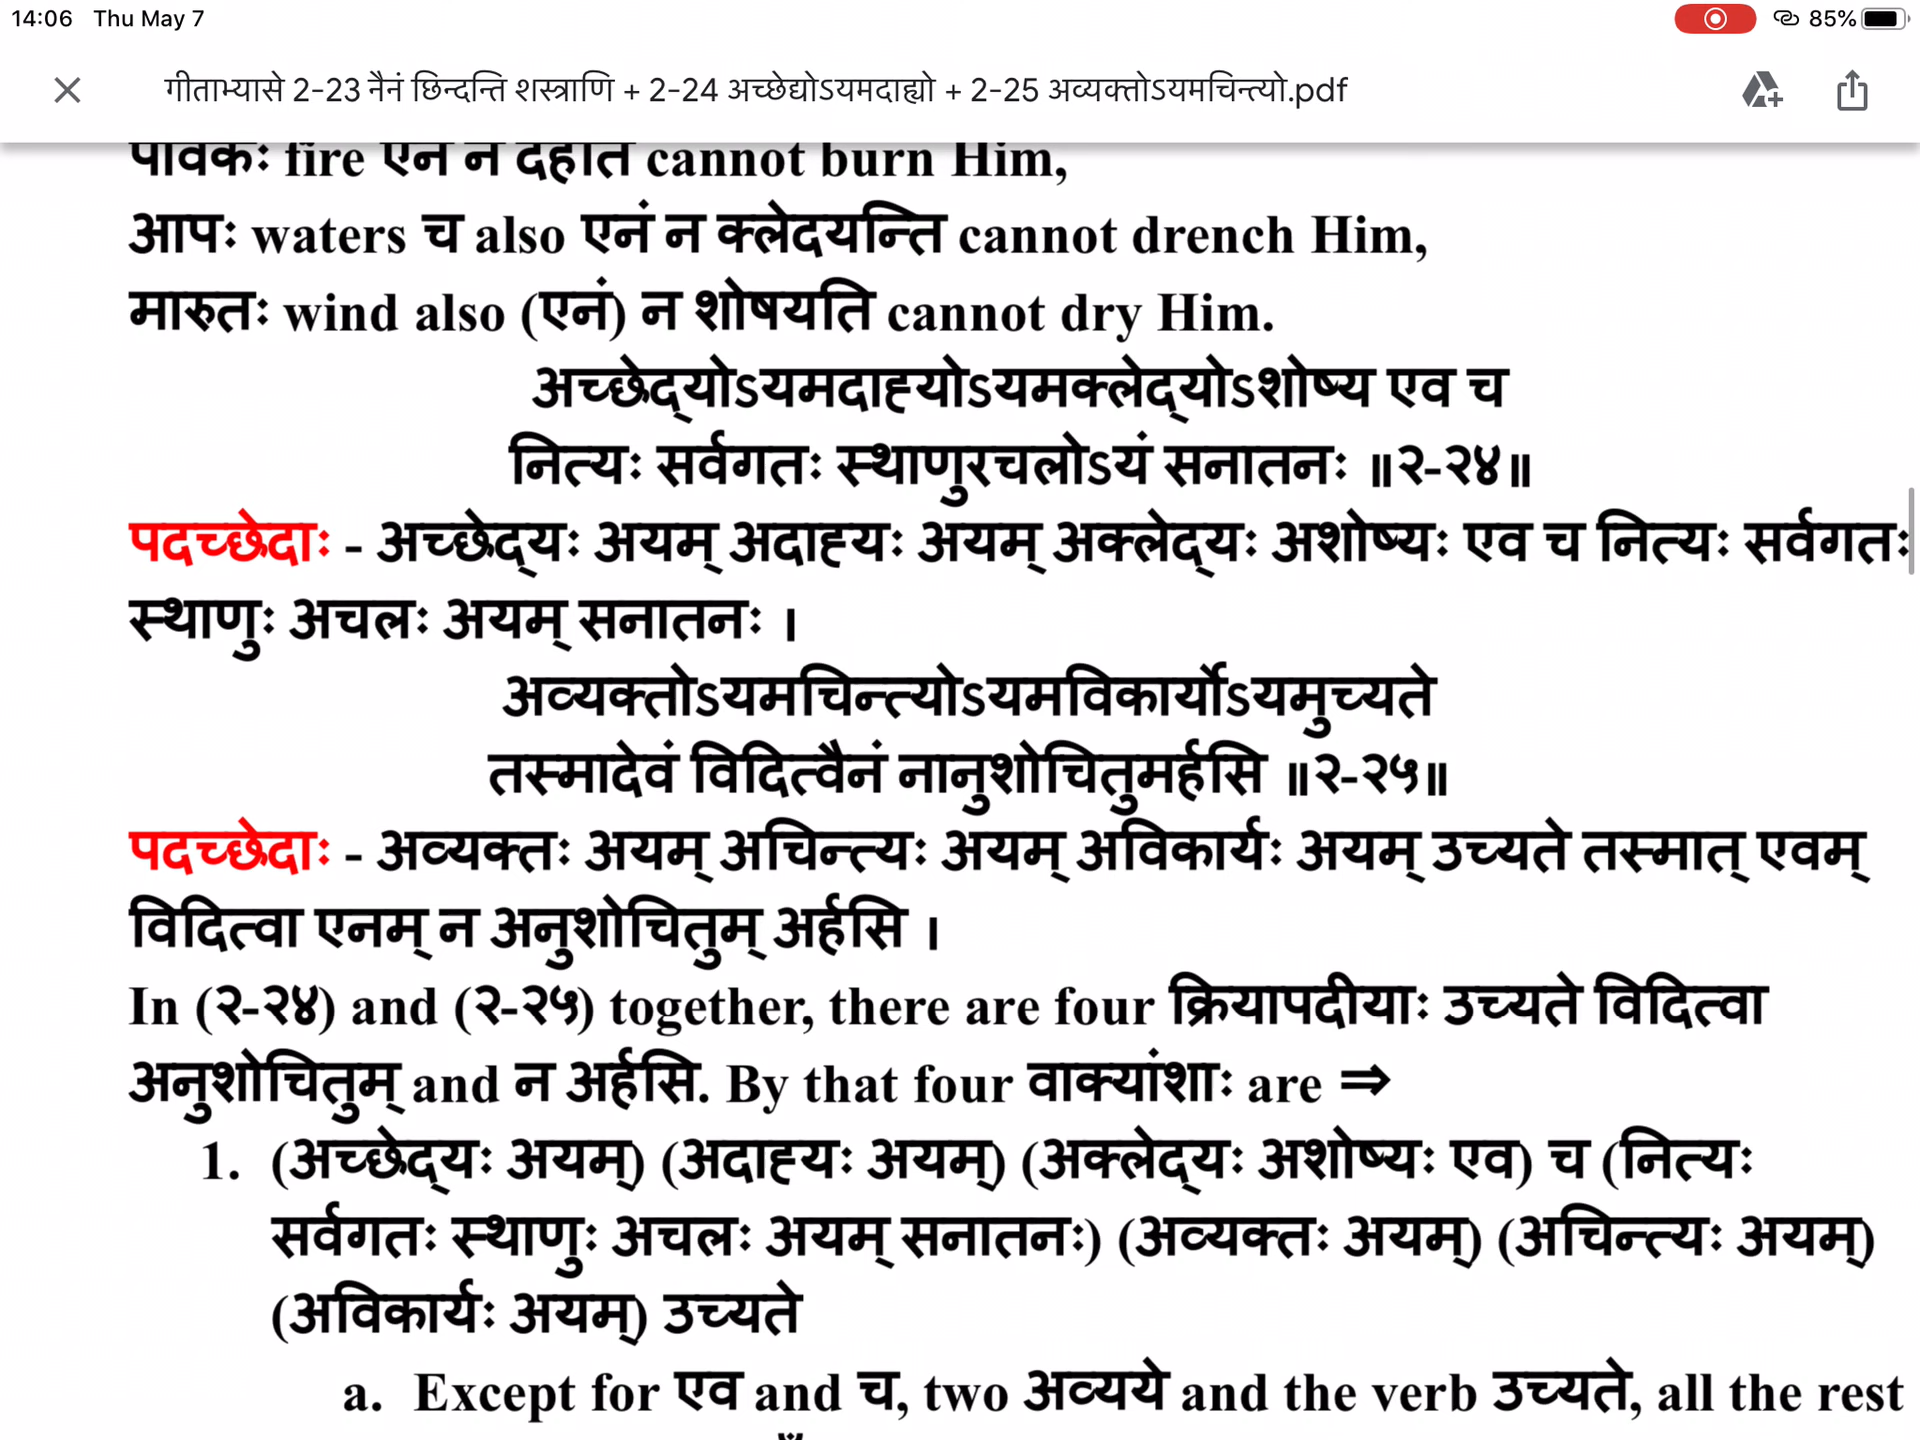 14:06 Thu May 7 85%
गीताभ्यासे 2-23 नैनं छिन्दन्ति शस्त्राणि + 2-24 अच्छेद्योऽयमदाह्यो + 2-25 अव्यक्तोऽयमचिन्त्यो.pdf
पावकः fire एनं न दहति cannot burn Him,
आपः waters च also एनं न क्लेदयन्ति cannot drench Him,
मारुतः wind also (एनं) न शोषयति cannot dry Him.
अच्छेद्योऽयमदाह्योऽयमक्लेद्योऽशोष्य एव च
नित्यः सर्वगतः स्थाणुरचलोऽयं सनातनः ॥२-२४॥
पदच्छेदाः - अच्छेद्यः अयम् अदाह्यः अयम् अक्लेद्यः अशोष्यः एव च नित्यः सर्वगतः
स्थाणुः अचलः अयम् सनातनः ।
अव्यक्तोऽयमचिन्त्योऽयमविकार्योऽयमुच्यते
तस्मादेवं विदित्वैनं नानुशोचितुमर्हसि ॥२-२५॥
पदच्छेदाः - अव्यक्तः अयम् अचिन्त्यः अयम् अविकार्यः अयम् उच्यते तस्मात् एवम्
विदित्वा एनम् न अनुशोचितुम् अर्हसि ।
In (२-२४) and (२-२५) together, there are four क्रियापदीयाः उच्यते विदित्वा
अनुशोचितुम् and न अर्हसि. By that four वाक्यांशाः are ⇒
1. (अच्छेद्यः अयम्) (अदाह्यः अयम्) (अक्लेद्यः अशोष्यः एव) च (नित्यः
सर्वगतः स्थाणुः अचलः अयम् सनातनः) (अव्यक्तः अयम्) (अचिन्त्यः अयम्)
(अविकार्यः अयम्) उच्यते
a. Except for एव and च, two अव्यये and the verb उच्यते, all the rest